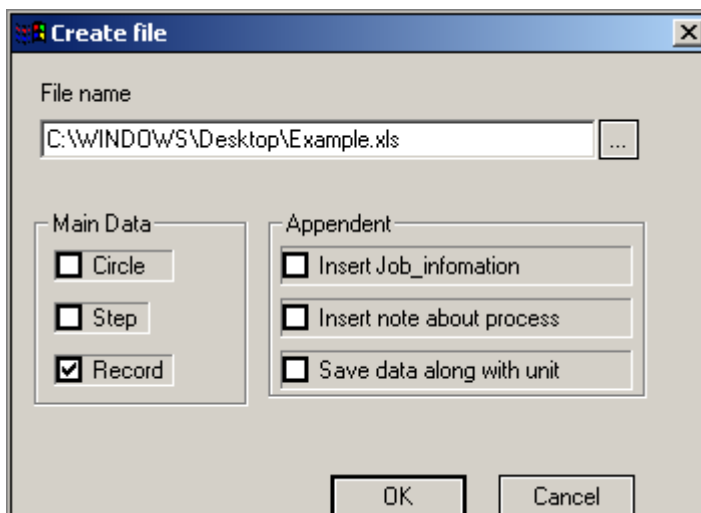 Create file
File name
C:\WINDOWS\Desktop\Example.xls
...
Main Data
Circle
Step
Record
Appendent
Insert Job_infomation
Insert note about process
Save data along with unit
OK
Cancel